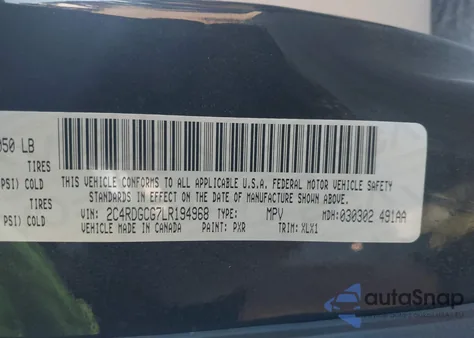 050 LB
TIRES
PSI) COLD
TIRES
PSI) COLD
THIS VEHICLE CONFORMS TO ALL APPLICABLE U.S.A. FEDERAL MOTOR VEHICLE SAFETY
STANDARDS IN EFFECT ON THE DATE OF MANUFACTURE SHOWN ABOVE.
VIN: 2C4RDGCG7LR194968 TYPE: MPV MDH: 030302 491AA
VEHICLE MADE IN CANADA PAINT: PXR TRIM: XLX1
autoSnap